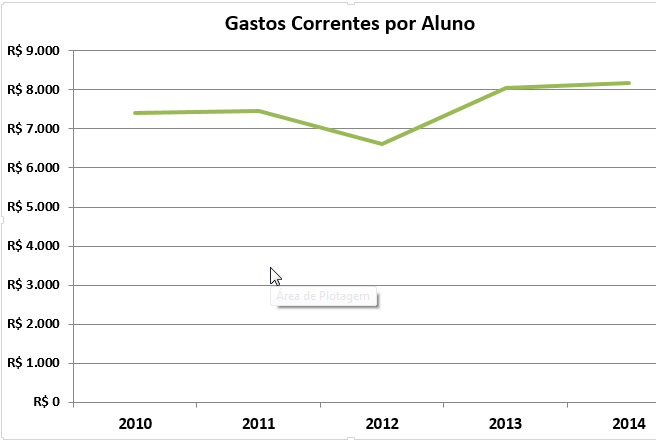 Gastos Correntes por Aluno
R$ 9.000
R$ 8.000
R$ 7.000
R$ 6.000
R$ 5.000
R$ 4.000
R$ 3.000
R$ 2.000
R$ 1.000
R$ 0
Área de Plotagem
2010 2011 2012 2013 2014